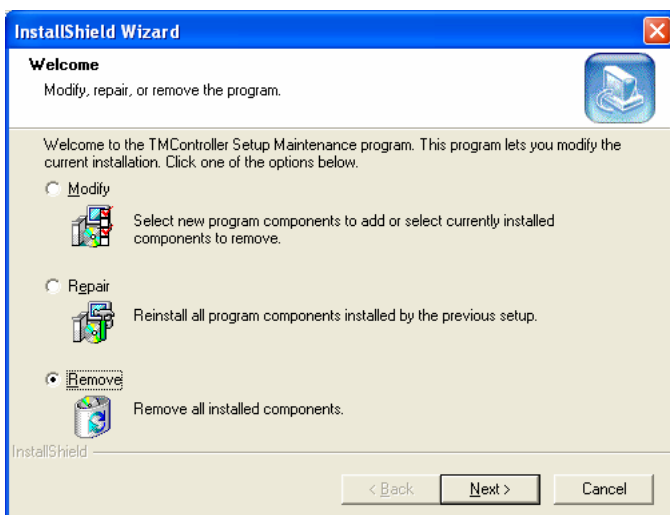 InstallShield Wizard
Welcome
Modify, repair, or remove the program.
Welcome to the TMController Setup Maintenance program. This program lets you modify the
current installation. Click one of the options below.
Modify
Select new program components to add or select currently installed
components to remove.
Repair
Reinstall all program components installed by the previous setup.
Remove
Remove all installed components.
InstallShield
< Back
Next >
Cancel